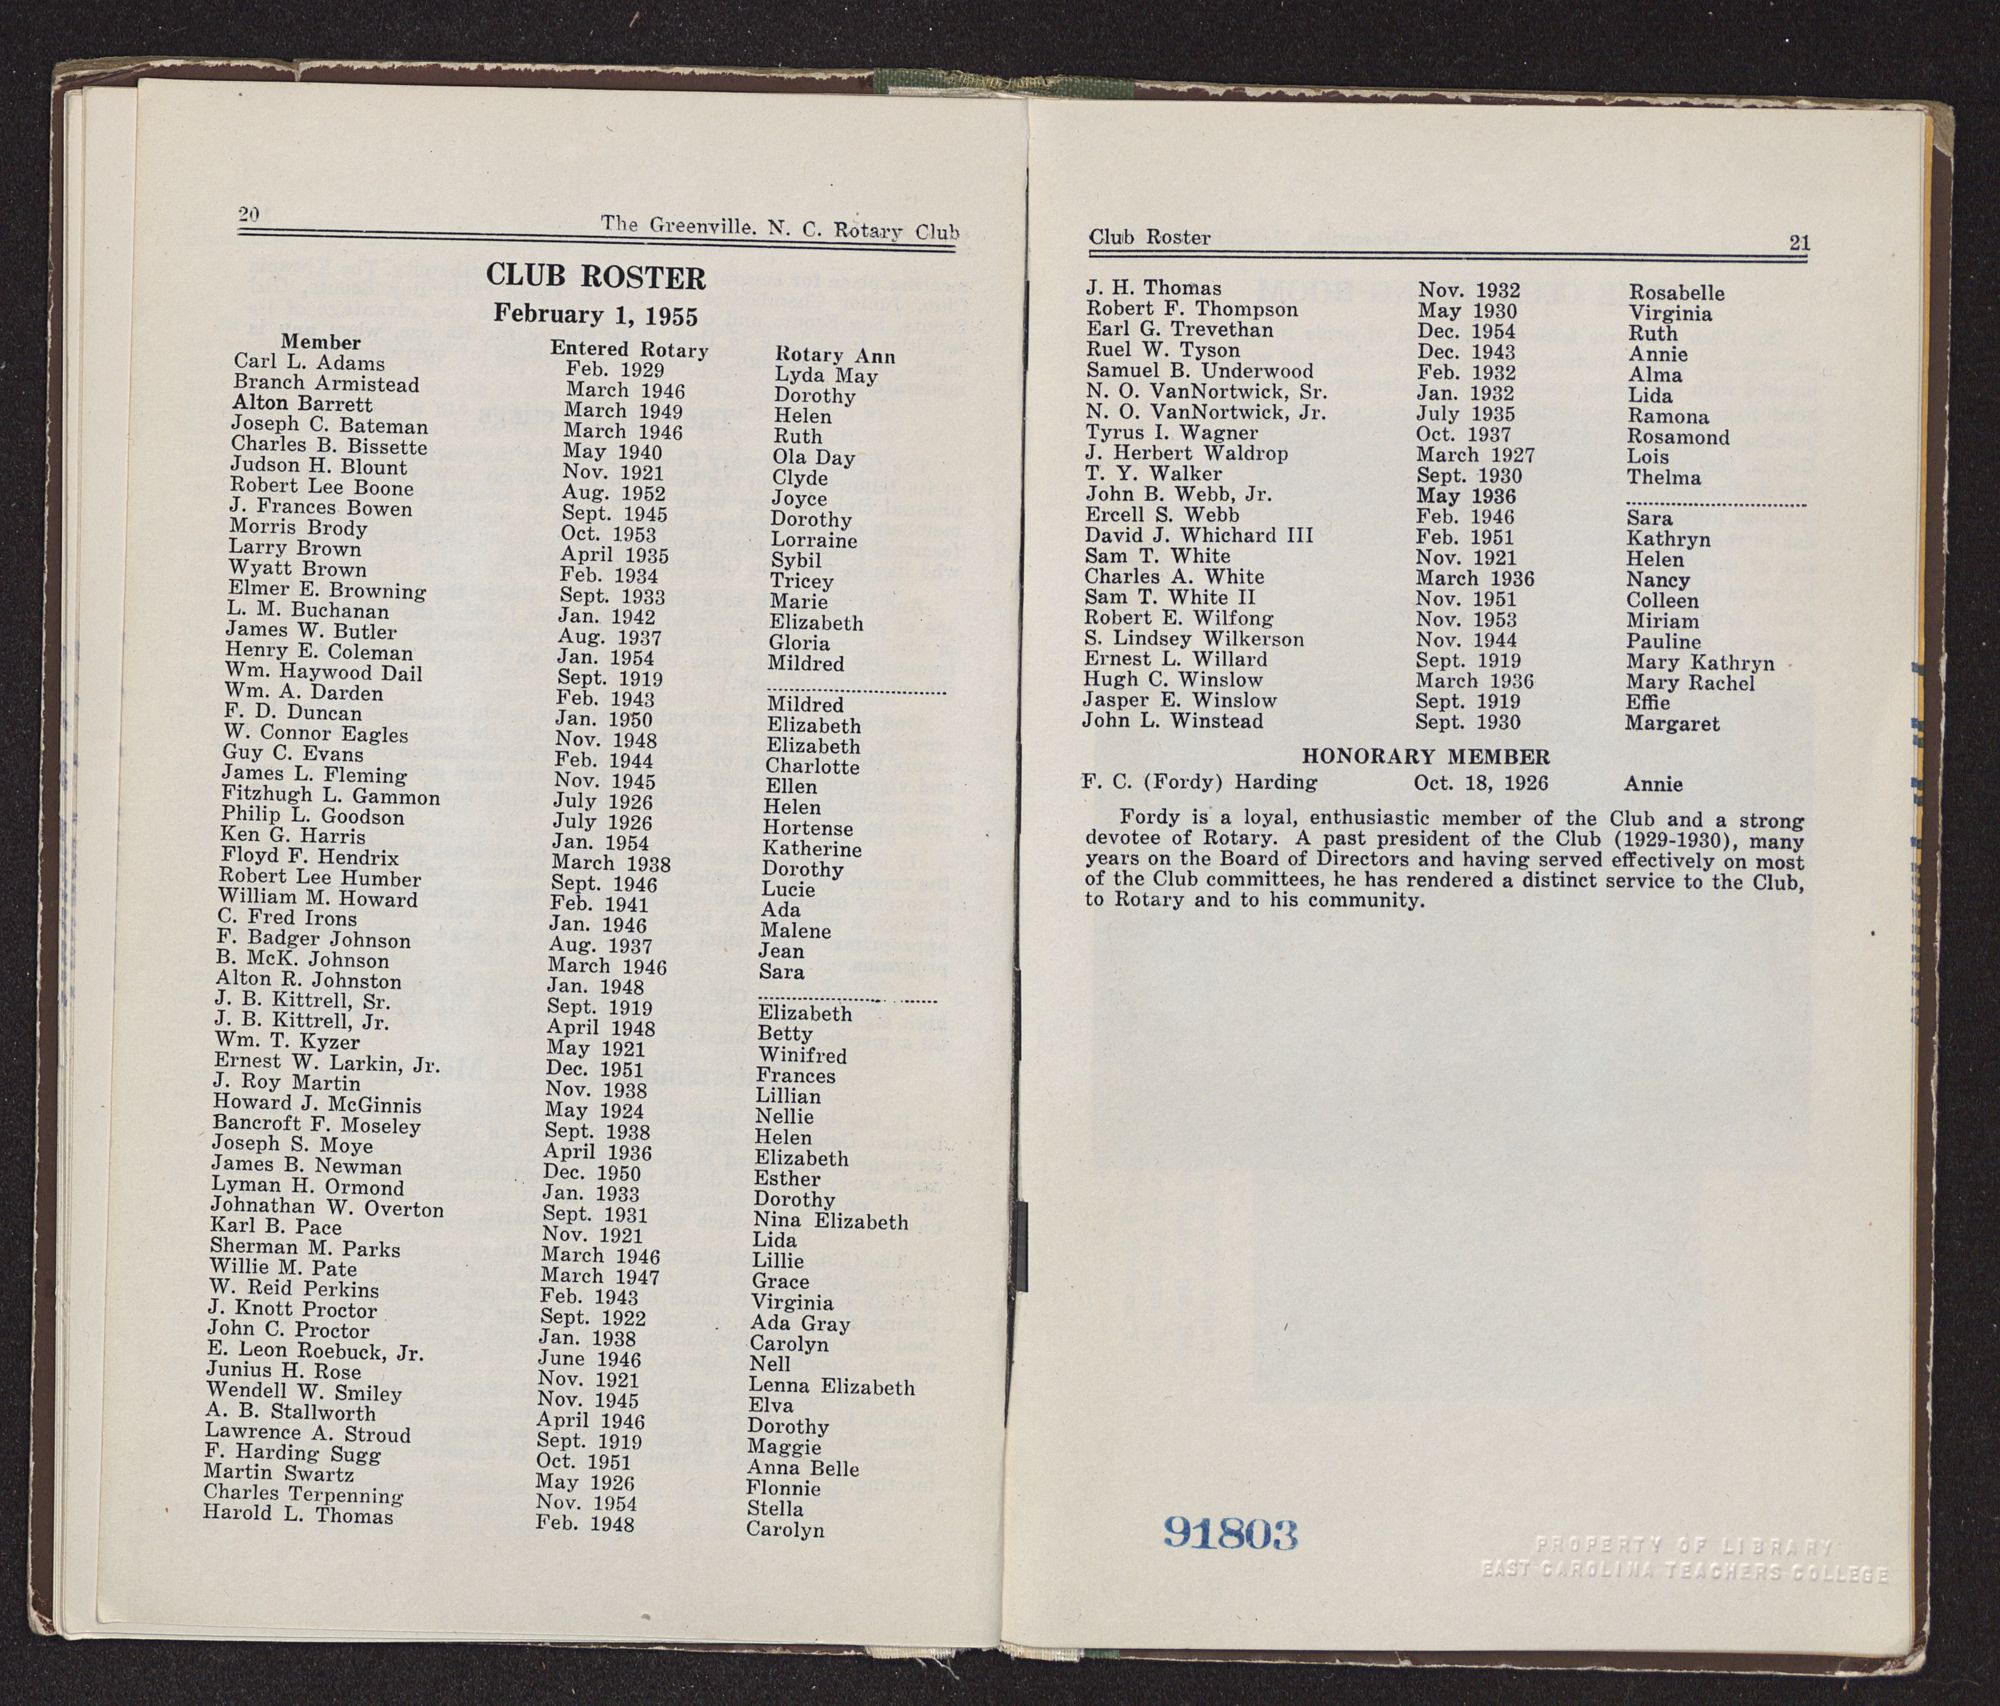 20 The Greenville. N. C. Rotary Club
CLUB ROSTER
February 1, 1955
Member Entered Rotary Rotary Ann
Carl L. Adams Feb. 1929 Lyda May
Branch Armistead March 1946 Dorothy
Alton Barrett March 1949 Helen
Joseph C. Bateman March 1946 Ruth
Charles B. Bissette May 1940 Ola Day
Judson H. Blount Nov. 1921 Clyde
Robert Lee Boone Aug. 1952 Joyce
J. Frances Bowen Sept. 1945 Dorothy
Morris Brody Oct. 1953 Lorraine
Larry Brown April 1935 Sybil
Wyatt Brown Feb. 1934 Tricey
Elmer E. Browning Sept. 1933 Marie
L. M. Buchanan Jan. 1942 Elizabeth
James W. Butler Aug. 1937 Gloria
Henry E. Coleman Jan. 1954 Mildred
Wm. Haywood Dail Sept. 1919 ........................
Wm. A. Darden Feb. 1943 Mildred
F. D. Duncan Jan. 1950 Elizabeth
W. Connor Eagles Nov. 1948 Elizabeth
Guy C. Evans Feb. 1944 Charlotte
James L. Fleming Nov. 1945 Ellen
Fitzhugh L. Gammon July 1926 Helen
Philip L. Goodson July 1926 Hortense
Ken G. Harris Jan. 1954 Katherine
Floyd F. Hendrix March 1938 Dorothy
Robert Lee Humber Sept. 1946 Lucie
William M. Howard Feb. 1941 Ada
C. Fred Irons Jan. 1946 Malene
F. Badger Johnson Aug. 1937 Jean
B. McK. Johnson March 1946 Sara
Alton R. Johnston Jan. 1948 ........................
J. B. Kittrell, Sr. Sept. 1919 Elizabeth
J. B. Kittrell, Jr. April 1948 Betty
Wm. T. Kyzer May 1921 Winifred
Ernest W. Larkin, Jr. Dec. 1951 Frances
J. Roy Martin Nov. 1938 Lillian
Howard J. McGinnis May 1924 Nellie
Bancroft F. Moseley Sept. 1938 Helen
Joseph S. Moye April 1936 Elizabeth
James B. Newman Dec. 1950 Esther
Lyman H. Ormond Jan. 1933 Dorothy
Johnathan W. Overton Sept. 1931 Nina Elizabeth
Karl B. Pace Nov. 1921 Lida
Sherman M. Parks March 1946 Lillie
Willie M. Pate March 1947 Grace
W. Reid Perkins Feb. 1943 Virginia
J. Knott Proctor Sept. 1922 Ada Gray
John C. Proctor Jan. 1938 Carolyn
E. Leon Roebuck, Jr. June 1946 Nell
Junius H. Rose Nov. 1921 Lenna Elizabeth
Wendell W. Smiley Nov. 1945 Elva
A. B. Stallworth April 1946 Dorothy
Lawrence A. Stroud Sept. 1919 Maggie
F. Harding Sugg Oct. 1951 Anna Belle
Martin Swartz May 1926 Flonnie
Charles Terpenning Nov. 1954 Stella
Harold L. Thomas Feb. 1948 Carolyn
Club Roster 21
J. H. Thomas Nov. 1932 Rosabelle
Robert F. Thompson May 1930 Virginia
Earl G. Trevethan Dec. 1954 Ruth
Ruel W. Tyson Dec. 1943 Annie
Samuel B. Underwood Feb. 1932 Alma
N. O. VanNortwick, Sr. Jan. 1932 Lida
N. O. VanNortwick, Jr. July 1935 Ramona
Tyrus I. Wagner Oct. 1937 Rosamond
J. Herbert Waldrop March 1927 Lois
T. Y. Walker Sept. 1930 Thelma
John B. Webb, Jr. May 1936 ........................
Ercell S. Webb Feb. 1946 Sara
David J. Whichard III Feb. 1951 Kathryn
Sam T. White Nov. 1921 Helen
Charles A. White March 1936 Nancy
Sam T. White II Nov. 1951 Colleen
Robert E. Wilfong Nov. 1953 Miriam
S. Lindsey Wilkerson Nov. 1944 Pauline
Ernest L. Willard Sept. 1919 Mary Kathryn
Hugh C. Winslow March 1936 Mary Rachel
Jasper E. Winslow Sept. 1919 Effie
John L. Winstead Sept. 1930 Margaret
HONORARY MEMBER
F. C. (Fordy) Harding Oct. 18, 1926 Annie
Fordy is a loyal, enthusiastic member of the Club and a strong
devotee of Rotary. A past president of the Club (1929-1930), many
years on the Board of Directors and having served effectively on most
of the Club committees, he has rendered a distinct service to the Club,
to Rotary and to his community.
91803
PROPERTY OF LIBRARY
EAST CAROLINA TEACHERS COLLEGE